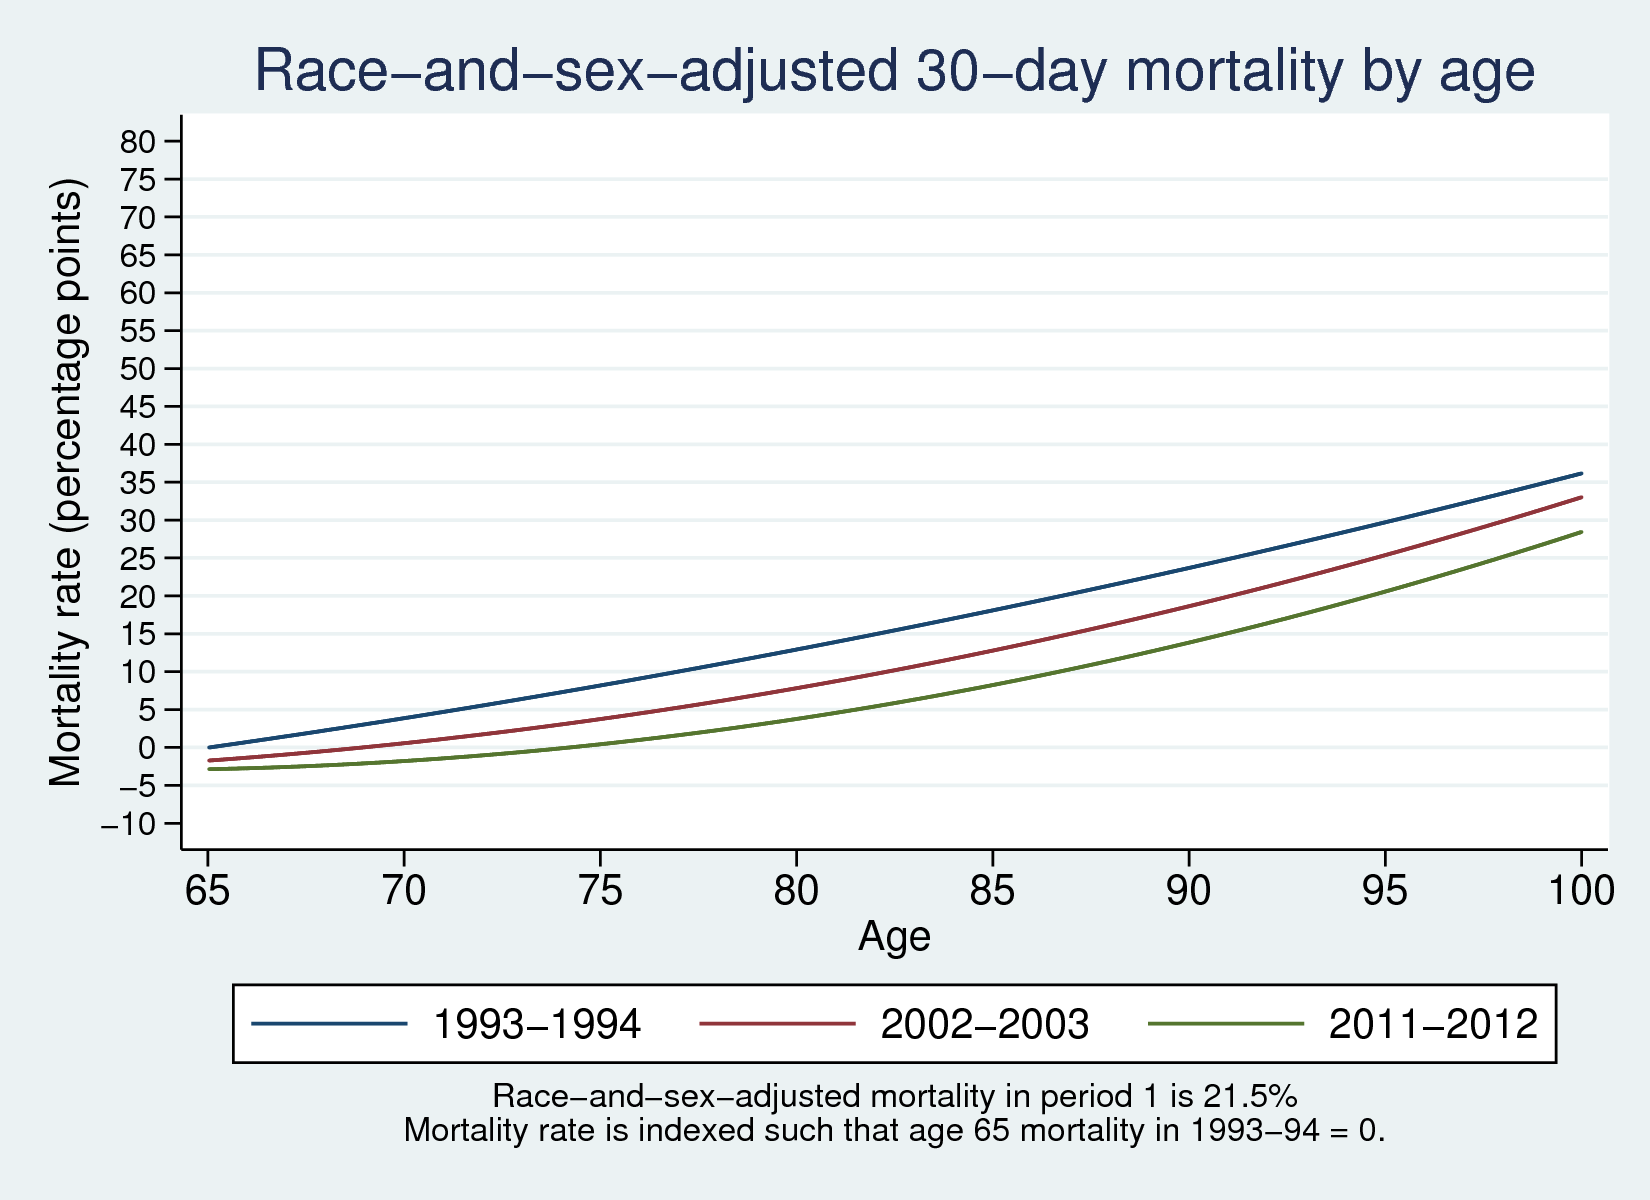 Race−and−sex−adjusted 30−day mortality by age
Mortality rate (percentage points)
80
75
70
65
60
55
50
45
40
35
30
25
20
15
10
5
0
−5
−10
65 70 75 80 85 90 95 100
Age
1993−1994 2002−2003 2011−2012
Race−and−sex−adjusted mortality in period 1 is 21.5%
Mortality rate is indexed such that age 65 mortality in 1993−94 = 0.